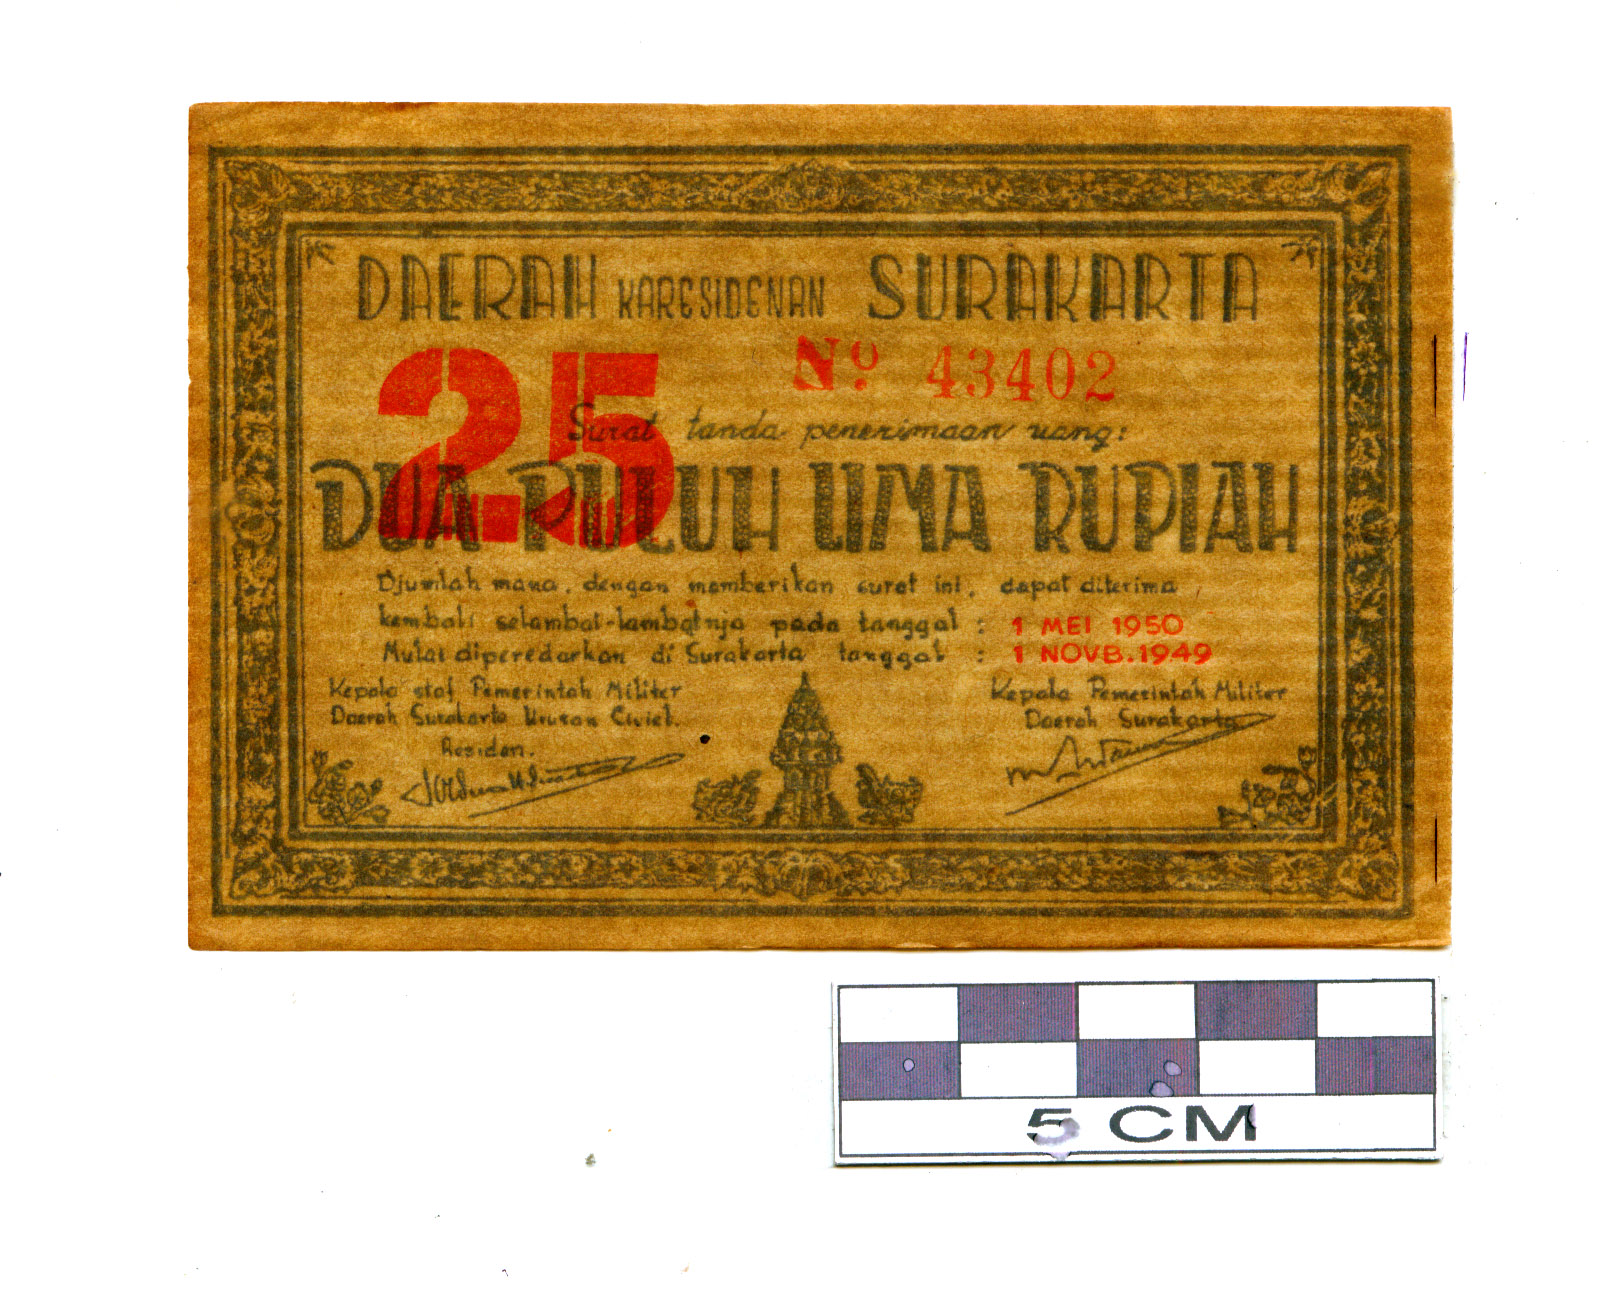 DAERAH KARESIDENAN SURAKARTA
25
No. 43402
Surat tanda penerimaan uang:
DUA PULUH LIMA RUPIAH
Djumlah mana, dengan memberikan surat ini, dapat diterima
kembali selambat-lambatnja pada tanggal : 1 MEI 1950
Mulai diperedarkan di Surakarta tanggal : 1 NOVB. 1949
Kepala staf Pemerintah Militer
Daerah Surakarta Urusan Civiel.
Residen.
Kepala Pemerintah Militer
Daerah Surakarta
5 CM